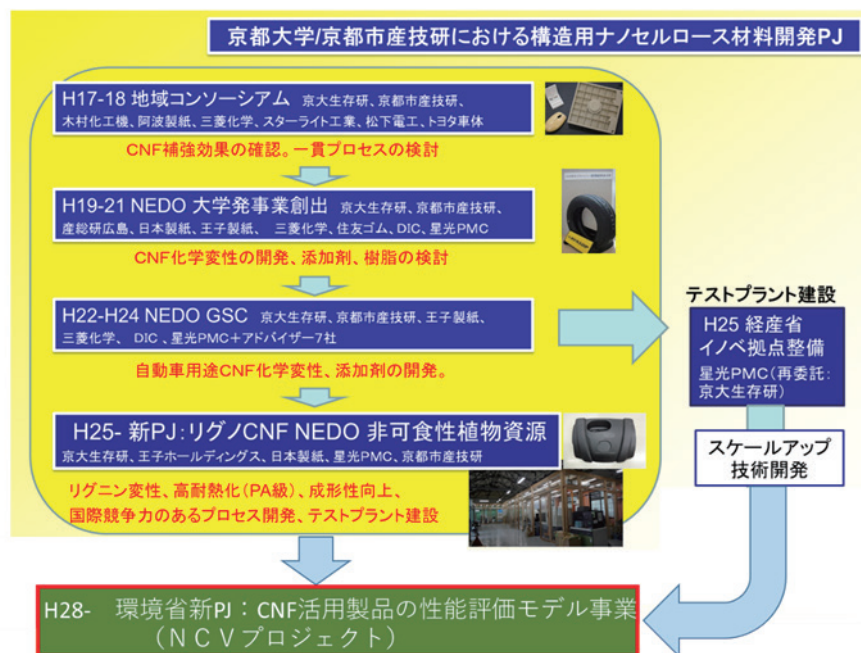 京都大学/京都市産技研における構造用ナノセルロース材料開発PJ
H17-18 地域コンソーシアム 京大生存研、京都市産技研、
木村化工機、阿波製紙、三菱化学、スターライト工業、松下電工、トヨタ車体
CNF補強効果の確認。一貫プロセスの検討
H19-21 NEDO 大学発事業創出 京大生存研、京都市産技研、
産総研広島、日本製紙、王子製紙、 三菱化学、住友ゴム、DIC、星光PMC
CNF化学変性の開発、添加剤、樹脂の検討
H22-H24 NEDO GSC 京大生存研、京都市産技研、王子製紙、
三菱化学、 DIC 、星光PMC+アドバイザー7社
自動車用途CNF化学変性、添加剤の開発。
H25- 新PJ:リグノCNF NEDO 非可食性植物資源
京大生存研、王子ホールディングス、日本製紙、星光PMC、京都市産技研
リグニン変性、高耐熱化(PA級)、成形性向上、
国際競争力のあるプロセス開発、テストプラント建設
テストプラント建設
H25 経産省
イノベ拠点整備
星光PMC(再委託:
京大生存研)
スケールアップ
技術開発
H28- 環境省新PJ:CNF活用製品の性能評価モデル事業
(NCVプロジェクト)